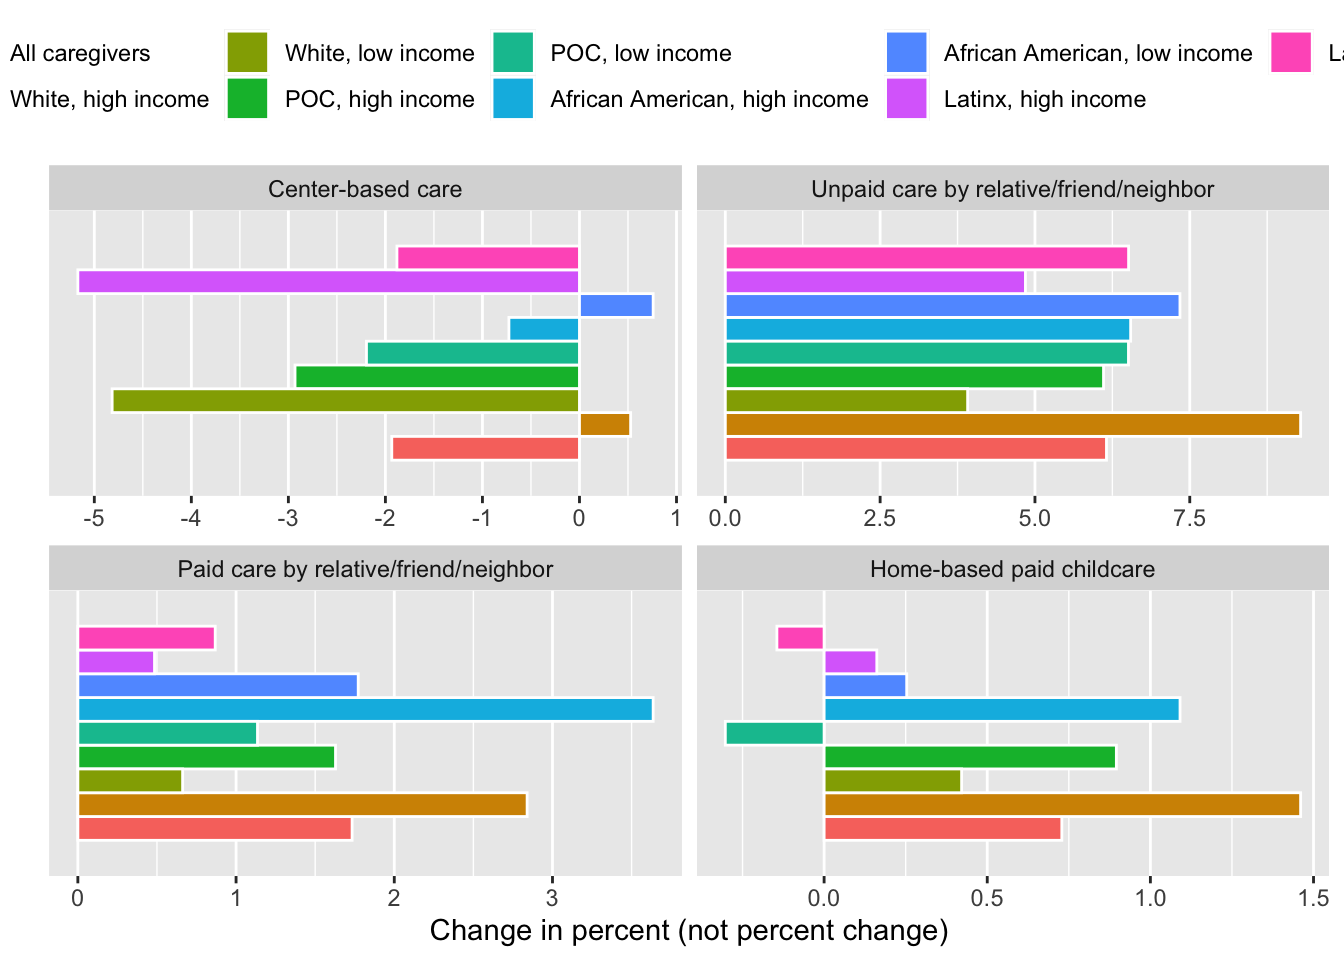 All caregivers White, low income POC, low income African American, low income
White, high income POC, high income African American, high income Latinx, high income
Center-based care Unpaid care by relative/friend/neighbor
-5 -4 -3 -2 -1 0 1 0.0 2.5 5.0 7.5
Paid care by relative/friend/neighbor Home-based paid childcare
0 1 2 3 0.0 0.5 1.0 1.5
Change in percent (not percent change)